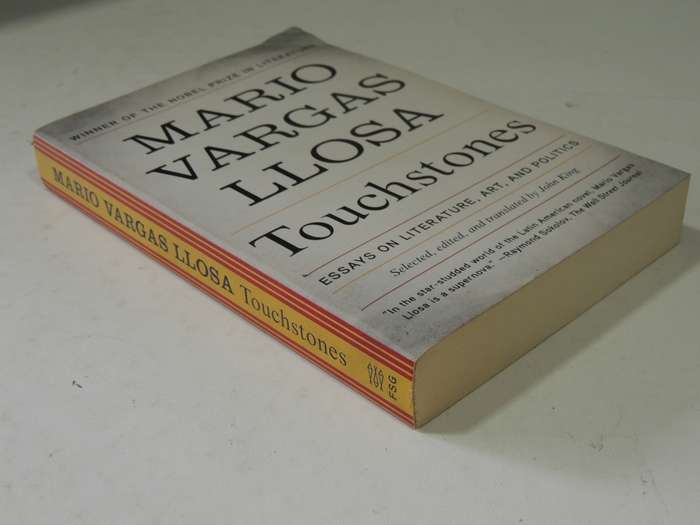 WINNER OF THE NOBEL PRIZE IN LITERATURE
MARIO
VARGAS
LLOSA
Touchstones
ESSAYS ON LITERATURE, ART, AND POLITICS
Selected, edited, and translated by John King
"In the star-studded world of the Latin American novel, Mario Vargas
Llosa is a supernova." —Raymond Sokolov, The Wall Street Journal
MARIO VARGAS LLOSA Touchstones
FSG